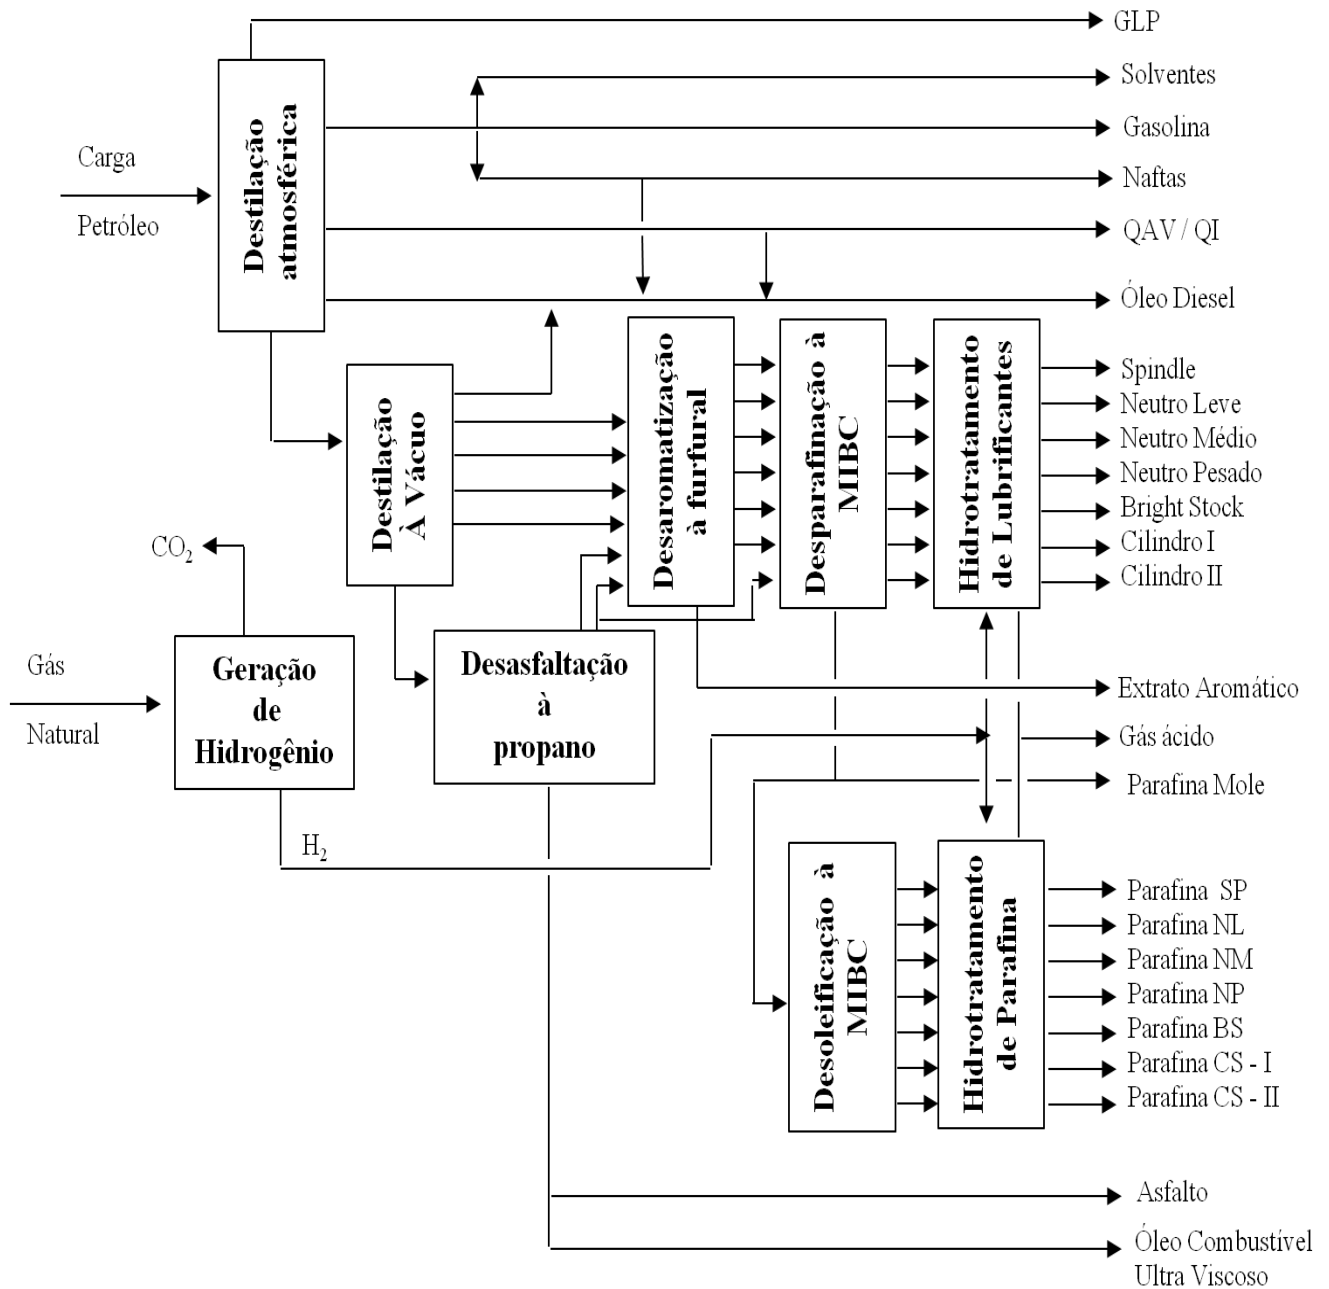 GLP
Solventes
Gasolina
Naftas
QAV / QI
Óleo Diesel
Carga
Petróleo
Destilação
atmosférica
Destilação
À Vácuo
Desaromatização
à furfural
Desparafinação à
MIBC
Hidrotratamento
de Lubrificantes
Spindle
Neutro Leve
Neutro Médio
Neutro Pesado
Bright Stock
Cilindro I
Cilindro II
CO2
Gás
Natural
Geração
de
Hidrogênio
H2
Desasfaltação
à
propano
Extrato Aromático
Gás ácido
Parafina Mole
Desoleificação à
MIBC
Hidrotratamento
de Parafina
Parafina SP
Parafina NL
Parafina NM
Parafina NP
Parafina BS
Parafina CS - I
Parafina CS - II
Asfalto
Óleo Combustível
Ultra Viscoso